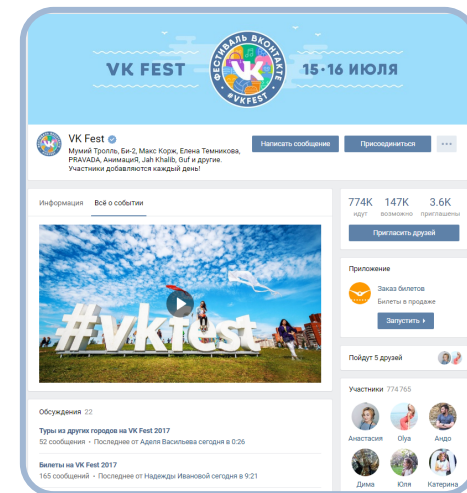 VK FEST
ФЕСТИВАЛЬ ВКОНТАКТЕ
#VKFEST
15-16 ИЮЛЯ
VK Fest
Мумий Тролль, Би-2, Макс Корж, Елена Темникова,
PRAVADA, АнимациЯ, Jah Khalib, Guf и другие.
Участники добавляются каждый день!
Написать сообщение
Присоединиться
Информация Всё о событии
774K 147K 3.6K
идут возможно приглашены
Пригласить друзей
#vkfest
Приложение
Заказ билетов
Билеты в продаже
Запустить
Пойдут 5 друзей
Участники 774 765
Анастасия Olya Андо
Дима Юля Катерина
Обсуждения 22
Туры из других городов на VK Fest 2017
52 сообщения • Последнее от Аделя Васильева сегодня в 0:26
Билеты на VK Fest 2017
165 сообщений • Последнее от Надежды Ивановой сегодня в 9:21